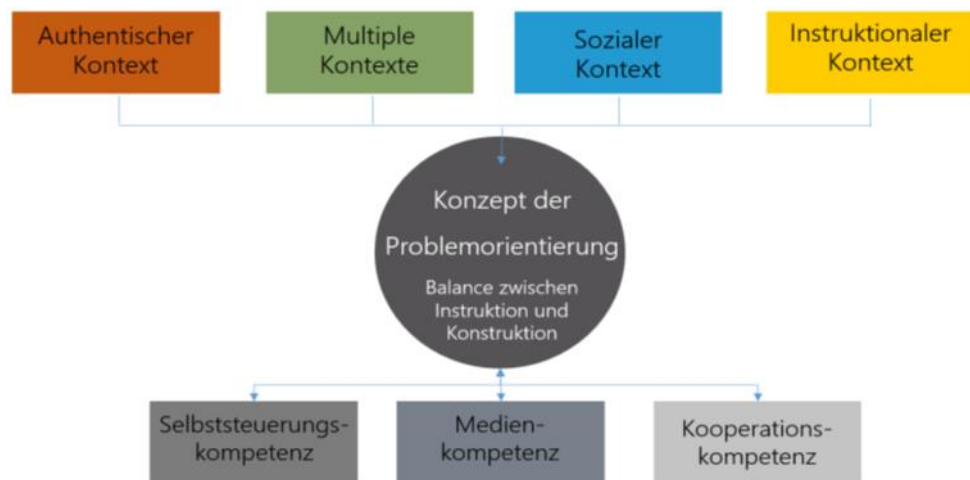 Authentischer
Kontext
Multiple
Kontexte
Sozialer
Kontext
Instruktionaler
Kontext
Konzept der
Problemorientierung
Balance zwischen
Instruktion und
Konstruktion
Selbststeuerungs-
kompetenz
Medien-
kompetenz
Kooperations-
kompetenz